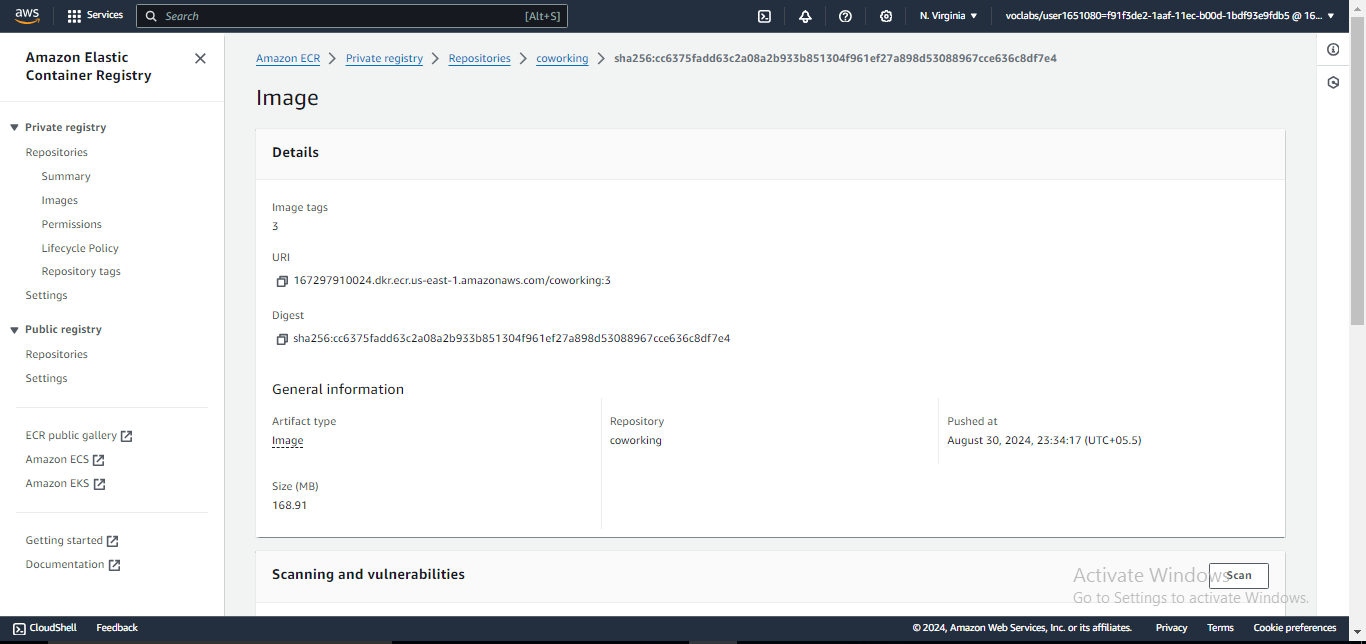 aws Services Search [Alt+S] N. Virginia voclabs/user1651080=f91f3de2-1aaf-11ec-b00d-1bdf93e9fdb5 @ 16...
Amazon Elastic
Container Registry
Private registry
Repositories
Summary
Images
Permissions
Lifecycle Policy
Repository tags
Settings
Public registry
Repositories
Settings
ECR public gallery
Amazon ECS
Amazon EKS
Getting started
Documentation
Amazon ECR > Private registry > Repositories > coworking > sha256:cc6375fadd63c2a08a2b933b851304f961ef27a898d53088967cce636c8df7e4
Image
Details
Image tags
3
URI
167297910024.dkr.ecr.us-east-1.amazonaws.com/coworking:3
Digest
sha256:cc6375fadd63c2a08a2b933b851304f961ef27a898d53088967cce636c8df7e4
General information
Artifact type
Image
Repository
coworking
Pushed at
August 30, 2024, 23:34:17 (UTC+05.5)
Size (MB)
168.91
Scanning and vulnerabilities
Scan
Activate Windows
Go to Settings to activate Windows.
CloudShell Feedback © 2024, Amazon Web Services, Inc. or its affiliates. Privacy Terms Cookie preferences